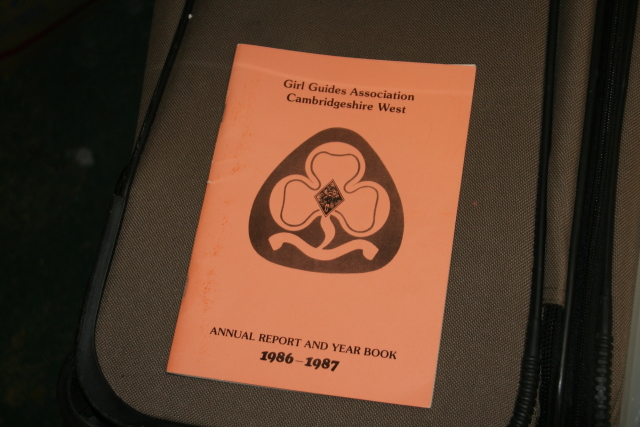 Girl Guides Association
Cambridgeshire West
ANNUAL REPORT AND YEAR BOOK
1986–1987